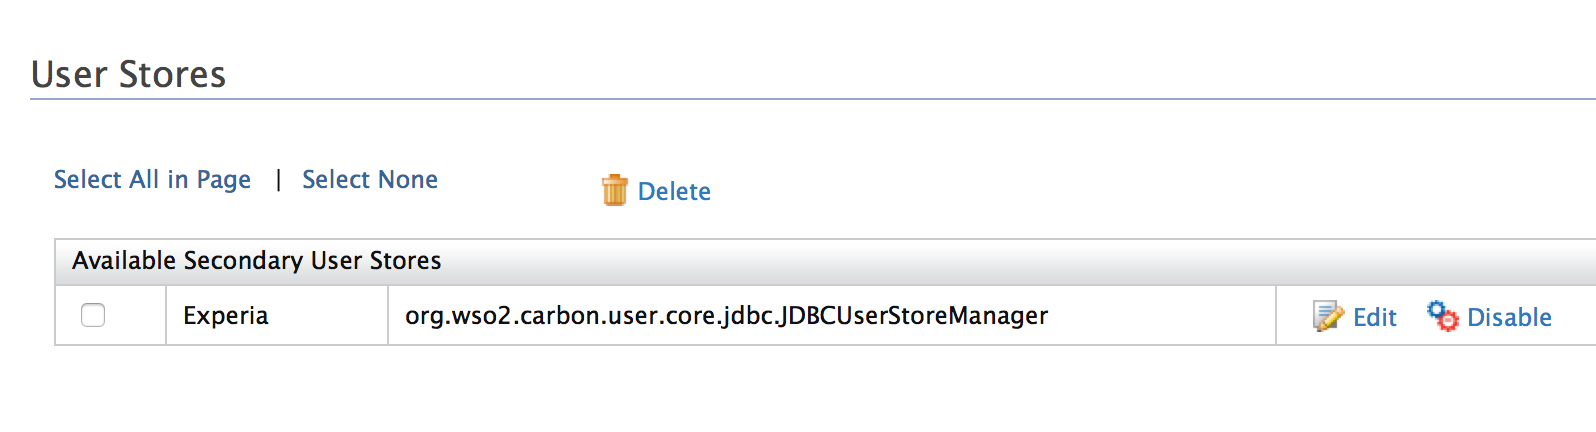 User Stores
Select All in Page | Select None
Delete
Available Secondary User Stores
Experia org.wso2.carbon.user.core.jdbc.JDBCUserStoreManager Edit Disable